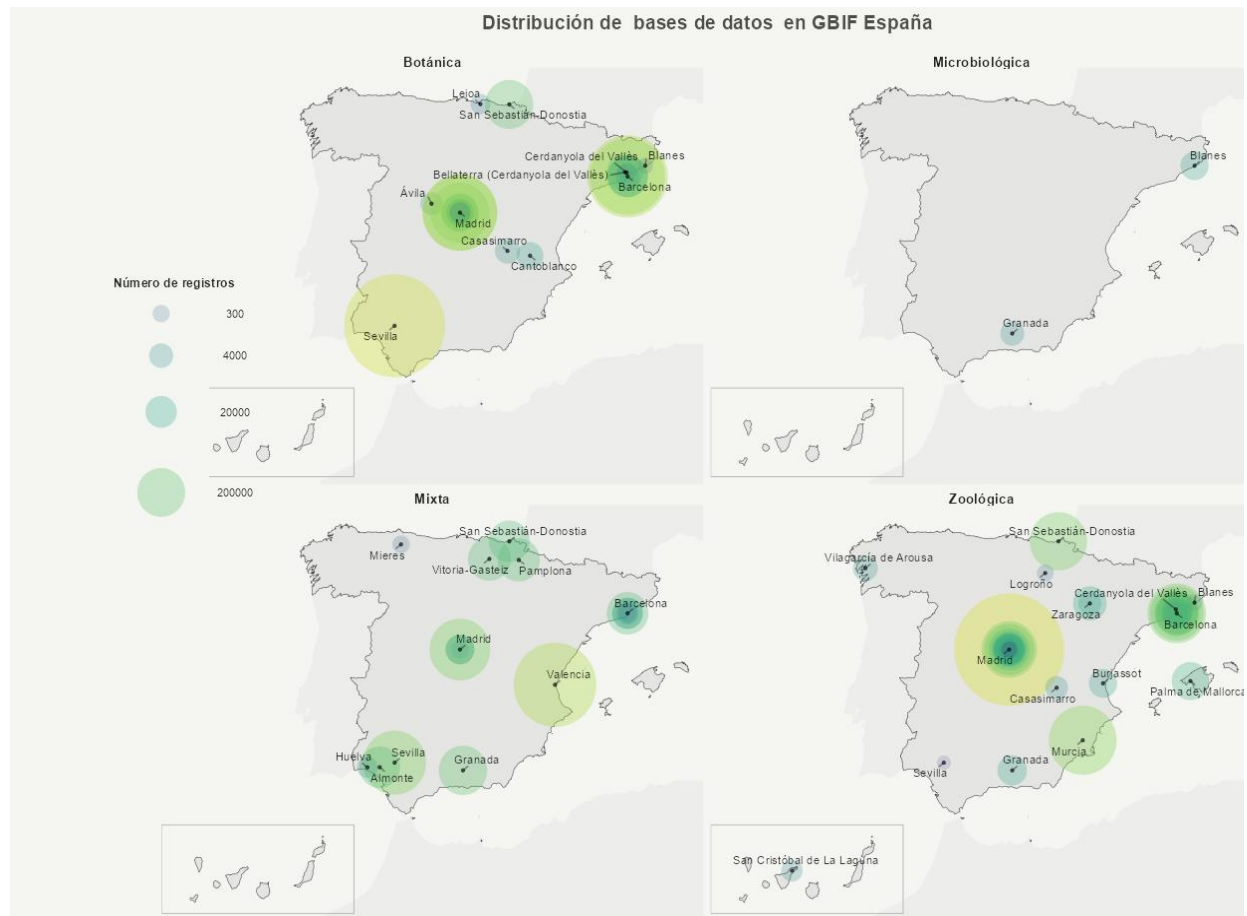 Distribución de bases de datos en GBIF España
Botánica
Lejoa
San Sebastián-Donostia
Cerdanyola del Vallès
Blanes
Bellaterra (Cerdanyola del Vallès)
Barcelona
Ávila
Madrid
Casasimarro
Cantoblanco
Sevilla
Microbiológica
Blanes
Granada
Número de registros
300
4000
20000
200000
Mixta
San Sebastián-Donostia
Mieres
Vitoria-Gasteiz
Pamplona
Barcelona
Madrid
Valencia
Huelva
Sevilla
Almonte
Granada
Zoológica
San Sebastián-Donostia
Vilagarcía de Arousa
Logroño
Cerdanyola del Vallès
Blanes
Zaragoza
Barcelona
Madrid
Burjassot
Casasimarro
Palma de Mallorca
Murcia
Sevilla
Granada
San Cristóbal de La Laguna